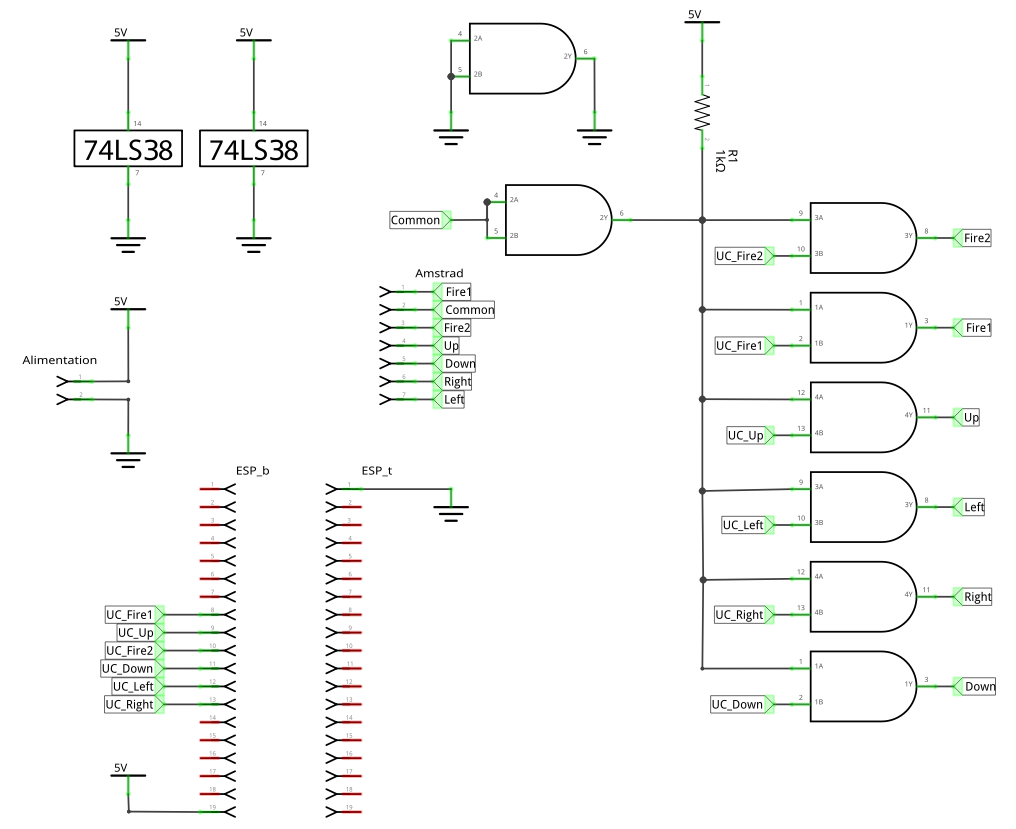 5V
5V
14
14
74LS38
74LS38
7
7
4
2A
5
2B
2Y
6
5V
1
2
R1
1kΩ
Common
4
2A
5
2B
2Y
6
9
3A
10
3B
3Y
8
UC_Fire2
Fire2
1
1A
2
1B
1Y
3
UC_Fire1
Fire1
12
4A
13
4B
4Y
11
UC_Up
Up
9
3A
10
3B
3Y
8
UC_Left
Left
12
4A
13
4B
4Y
11
UC_Right
Right
1
1A
2
1B
1Y
3
UC_Down
Down
Amstrad
1 Fire1
2 Common
3 Fire2
4 Up
5 Down
6 Right
7 Left
5V
Alimentation
1
2
ESP_b
1
2
3
4
5
6
7
UC_Fire1 8
UC_Up 9
UC_Fire2 10
UC_Down 11
UC_Left 12
UC_Right 13
14
15
16
17
18
19
5V
ESP_t
1
2
3
4
5
6
7
8
9
10
11
12
13
14
15
16
17
18
19